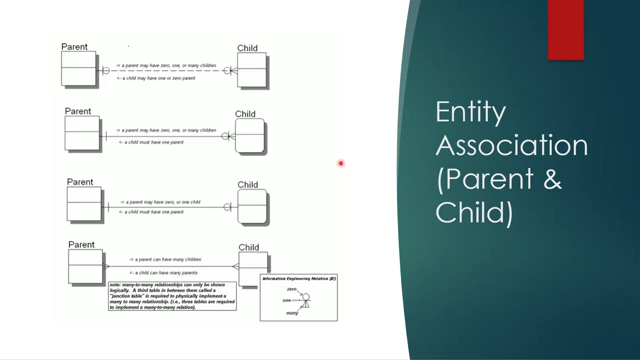 Parent
Child
-> a parent may have zero, one, or many children
<- a child may have one or zero parent
Parent
Child
-> a parent may have zero, one, or many children
<- a child must have one parent
Parent
Child
-> a parent may have zero, or one child
<- a child must have one parent
Parent
Child
-> a parent can have many children
<- a child can have many parents
note: many-to-many relationships can only be shown
logically. A third table in between them called a
"junction table" is required to physically implement a
many to many relationship. (i.e., three tables are required
to implement a many-to-many relation).
Information Engineering Notation (IE)
zero
one
many
Entity
Association
(Parent &
Child)